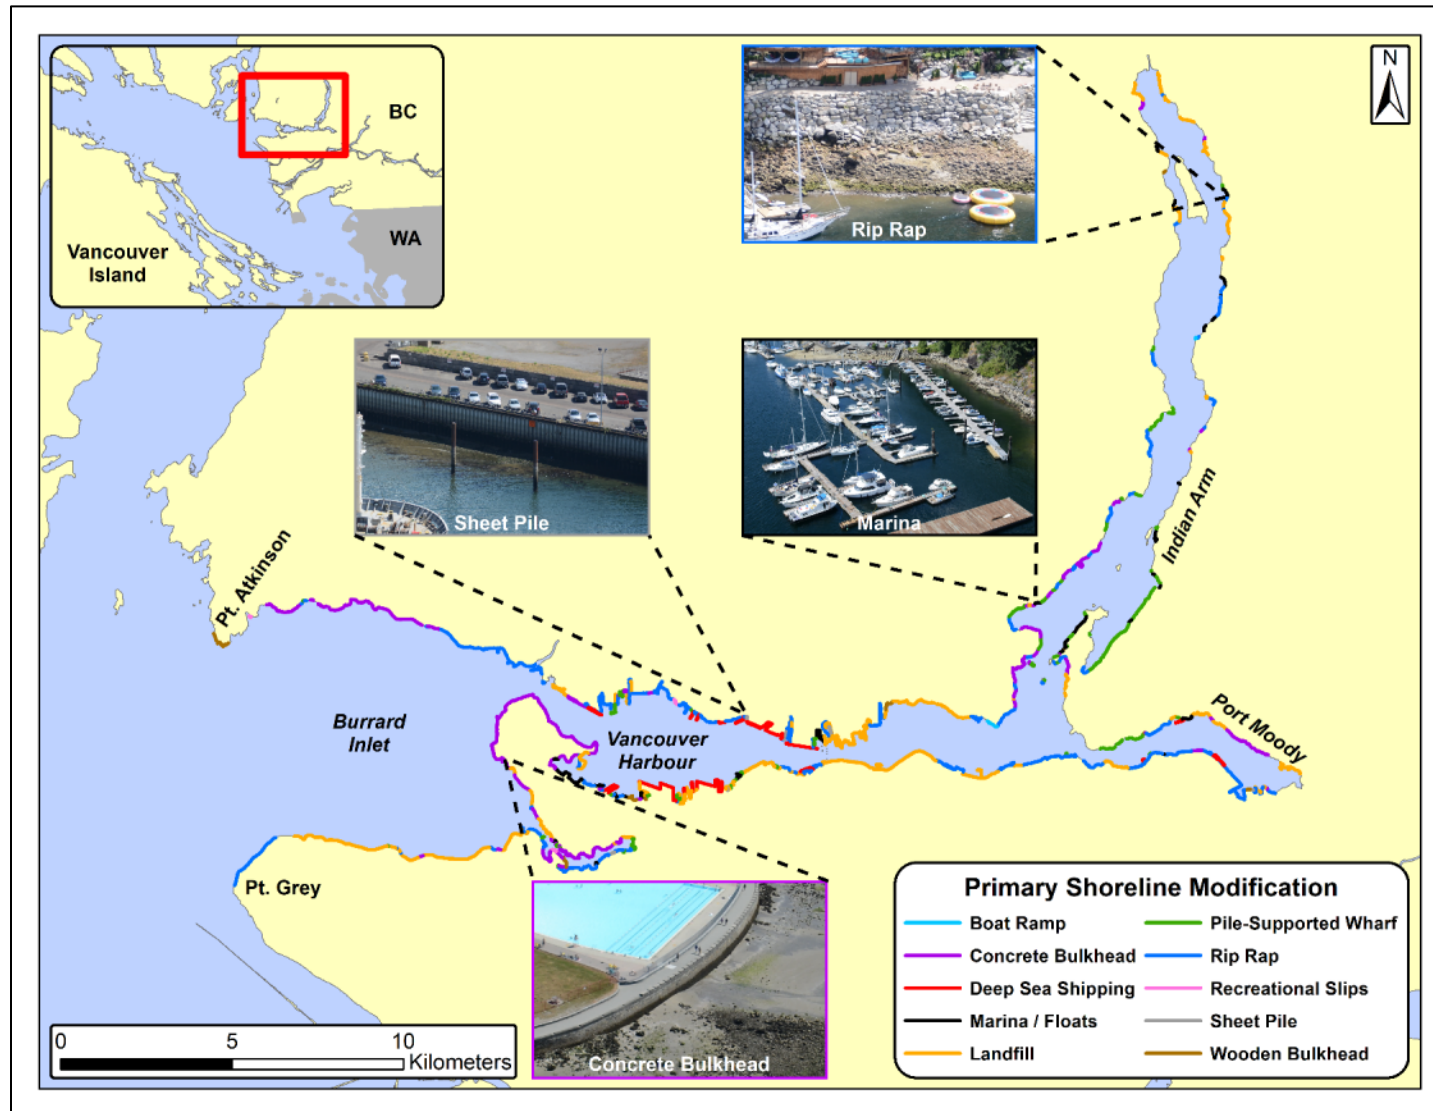 BC
WA
Vancouver
Island
N
Rip Rap
Sheet Pile
Marina
Pt. Atkinson
Indian Arm
Burrard
Inlet
Vancouver
Harbour
Port Moody
Pt. Grey
Concrete Bulkhead
0 5 10
Kilometers
Primary Shoreline Modification
Boat Ramp
Concrete Bulkhead
Deep Sea Shipping
Marina / Floats
Landfill
Pile-Supported Wharf
Rip Rap
Recreational Slips
Sheet Pile
Wooden Bulkhead